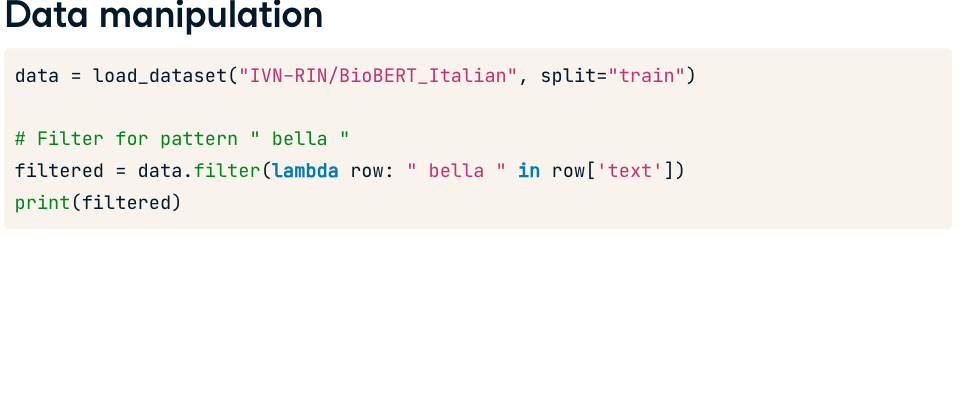 Data manipulation
data = load_dataset("IVN-RIN/BioBERT_Italian", split="train")
# Filter for pattern " bella "
filtered = data.filter(lambda row: " bella " in row['text'])
print(filtered)